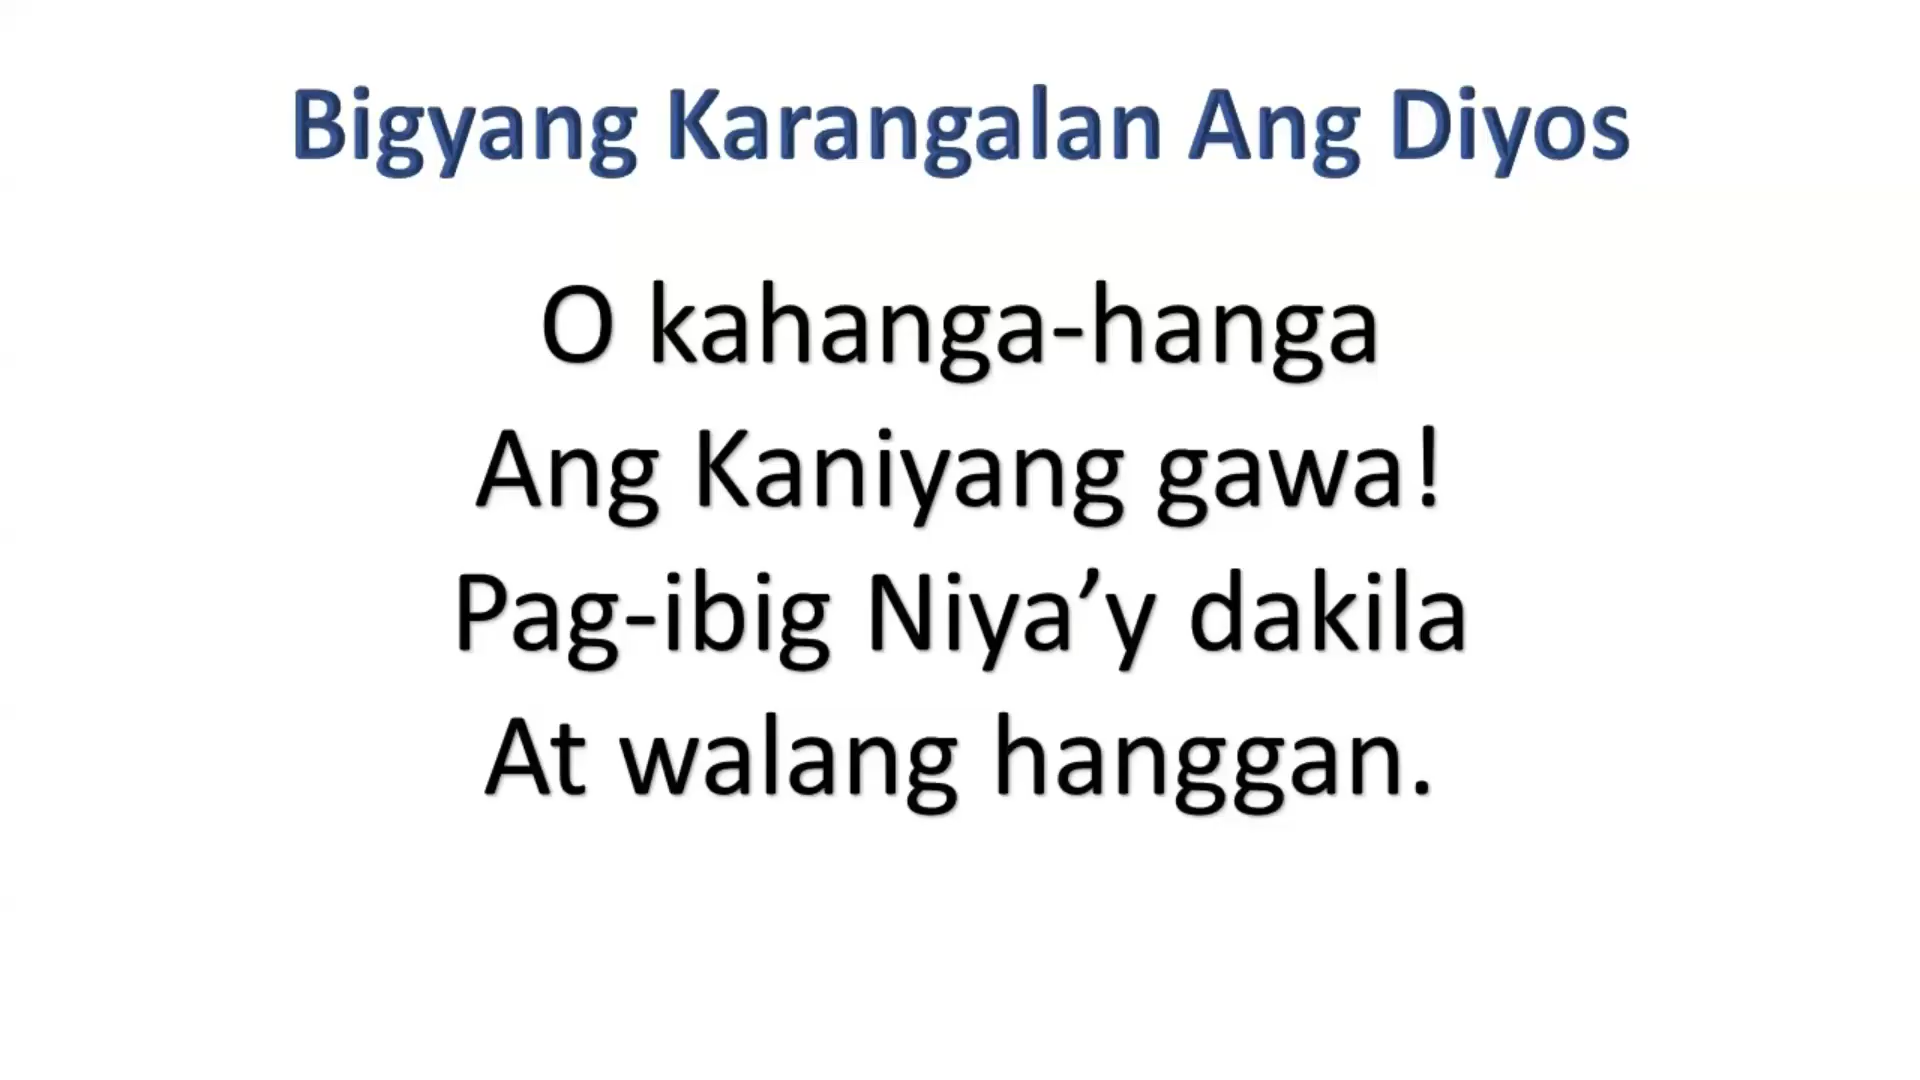 Bigyang Karangalan Ang Diyos
O kahanga-hanga
Ang Kaniyang gawa!
Pag-ibig Niya’y dakila
At walang hanggan.